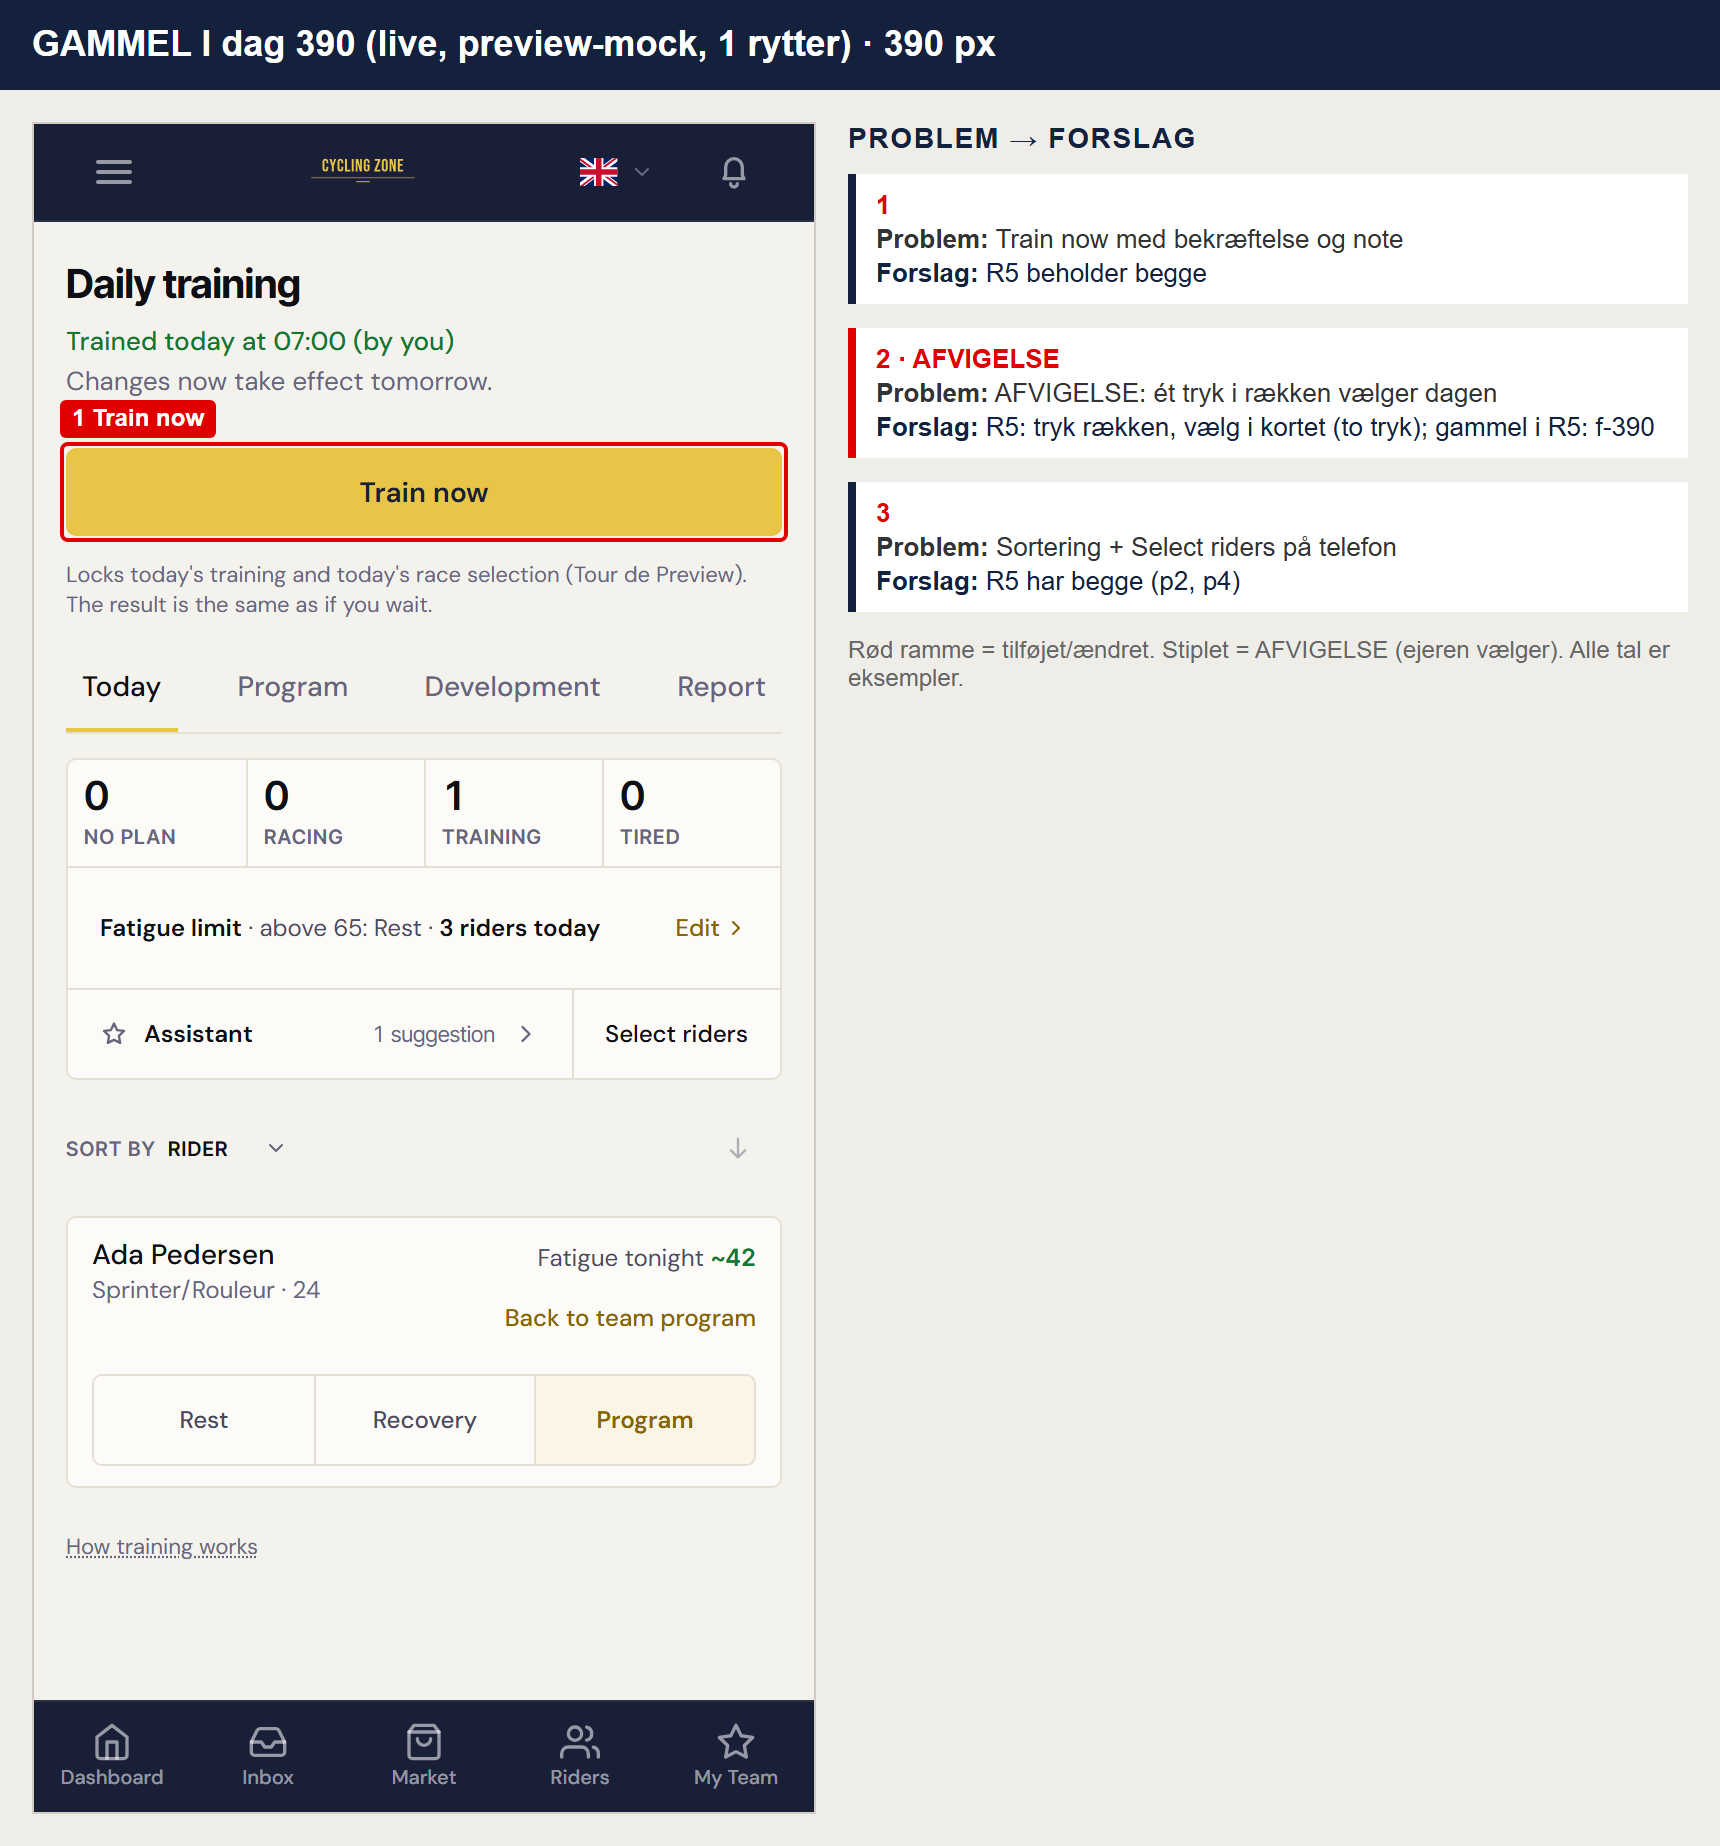 GAMMEL I dag 390 (live, preview-mock, 1 rytter) · 390 px
CYCLING ZONE
Daily training
Trained today at 07:00 (by you)
Changes now take effect tomorrow.
1 Train now
Train now
Locks today's training and today's race selection (Tour de Preview).
The result is the same as if you wait.
Today Program Development Report
0 0 1 0
NO PLAN RACING TRAINING TIRED
Fatigue limit · above 65: Rest · 3 riders today Edit
Assistant 1 suggestion Select riders
SORT BY RIDER
Ada Pedersen Fatigue tonight ~42
Sprinter/Rouleur · 24
Back to team program
Rest Recovery Program
How training works
Dashboard Inbox Market Riders My Team
PROBLEM → FORSLAG
1
Problem: Train now med bekræftelse og note
Forslag: R5 beholder begge
2 · AFVIGELSE
Problem: AFVIGELSE: ét tryk i rækken vælger dagen
Forslag: R5: tryk rækken, vælg i kortet (to tryk); gammel i R5: f-390
3
Problem: Sortering + Select riders på telefon
Forslag: R5 har begge (p2, p4)
Rød ramme = tilføjet/ændret. Stiplet = AFVIGELSE (ejeren vælger). Alle tal er
eksempler.